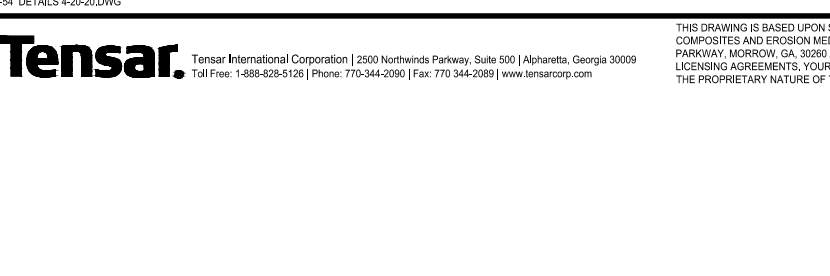 -54 DETAILS 4-20-20.DWG
Tensar.
Tensar International Corporation | 2500 Northwinds Parkway, Suite 500 | Alpharetta, Georgia 30009
Toll Free: 1-888-828-5126 | Phone: 770-344-2090 | Fax: 770 344-2089 | www.tensarcorp.com
THIS DRAWING IS BASED UPON
COMPOSITES AND EROSION
PARKWAY, MORROW, GA, 30260
LICENSING AGREEMENTS, YOUR
THE PROPRIETARY NATURE OF